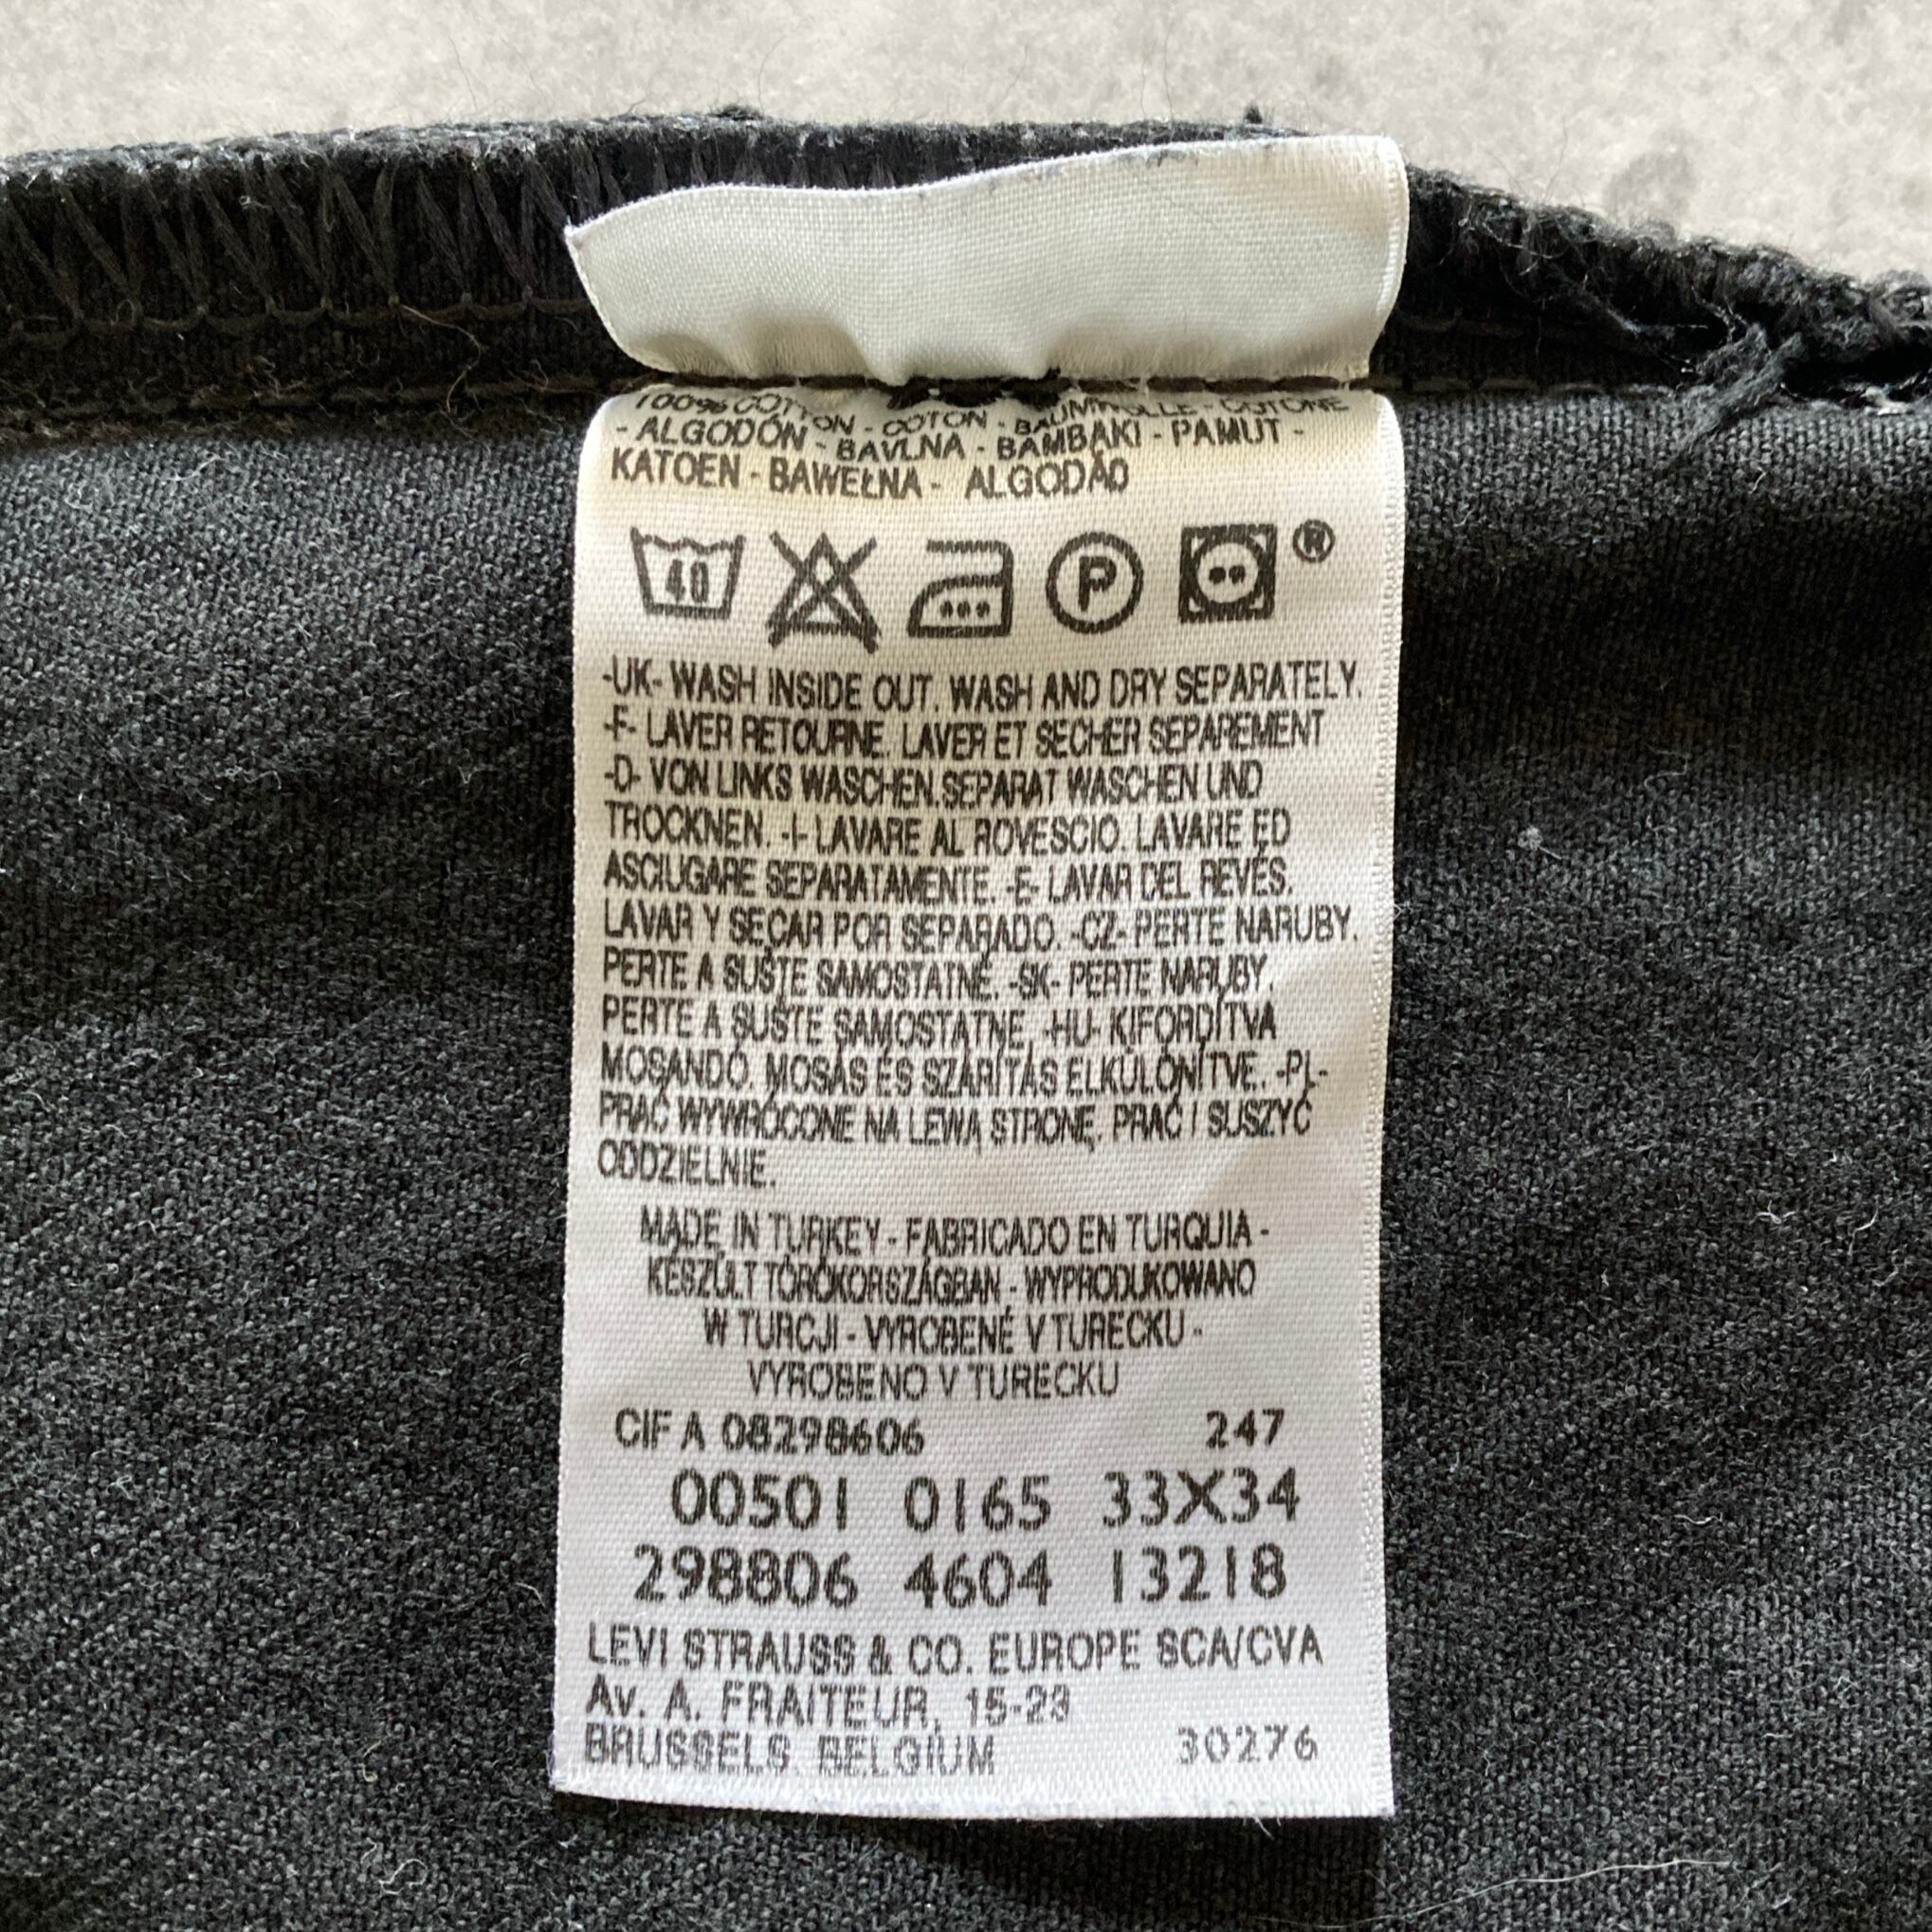 100% COTTON - COTON - BAUMWOLLE - COTONE
- ALGODÓN - BAVLNA - BAMBAKI - PAMUT -
KATOEN - BAWEŁNA - ALGODÃO
40 P ®
-UK- WASH INSIDE OUT. WASH AND DRY SEPARATELY.
-F- LAVER RETOURNE. LAVER ET SECHER SEPAREMENT
-D- VON LINKS WASCHEN.SEPARAT WASCHEN UND
TROCKNEN. -I- LAVARE AL ROVESCIO. LAVARE ED
ASCIUGARE SEPARATAMENTE. -E- LAVAR DEL REVÉS.
LAVAR Y SECAR POR SEPARADO. -CZ- PERTE NARUBY.
PERTE A SUŠTE SAMOSTATNĚ. -SK- PERTE NARUBY.
PERTE A SUŠTE SAMOSTATNE. -HU- KIFORDÍTVA
MOSANDÓ. MOSÁS ÉS SZÁRÍTÁS ELKÜLÖNÍTVE. -PL-
PRAĆ WYWRÓCONE NA LEWĄ STRONĘ. PRAĆ I SUSZYĆ
ODDZIELNIE.
MADE IN TURKEY - FABRICADO EN TURQUIA -
KÉSZÜLT TÖRÖKORSZÁGBAN - WYPRODUKOWANO
W TURCJI - VYROBENÉ V TURECKU -
VYROBENO V TURECKU
CIF A 08298606 247
00501 0165 33X34
298806 4604 13218
LEVI STRAUSS & CO. EUROPE SCA/CVA
Av. A. FRAITEUR, 15-23
BRUSSELS BELGIUM 30276